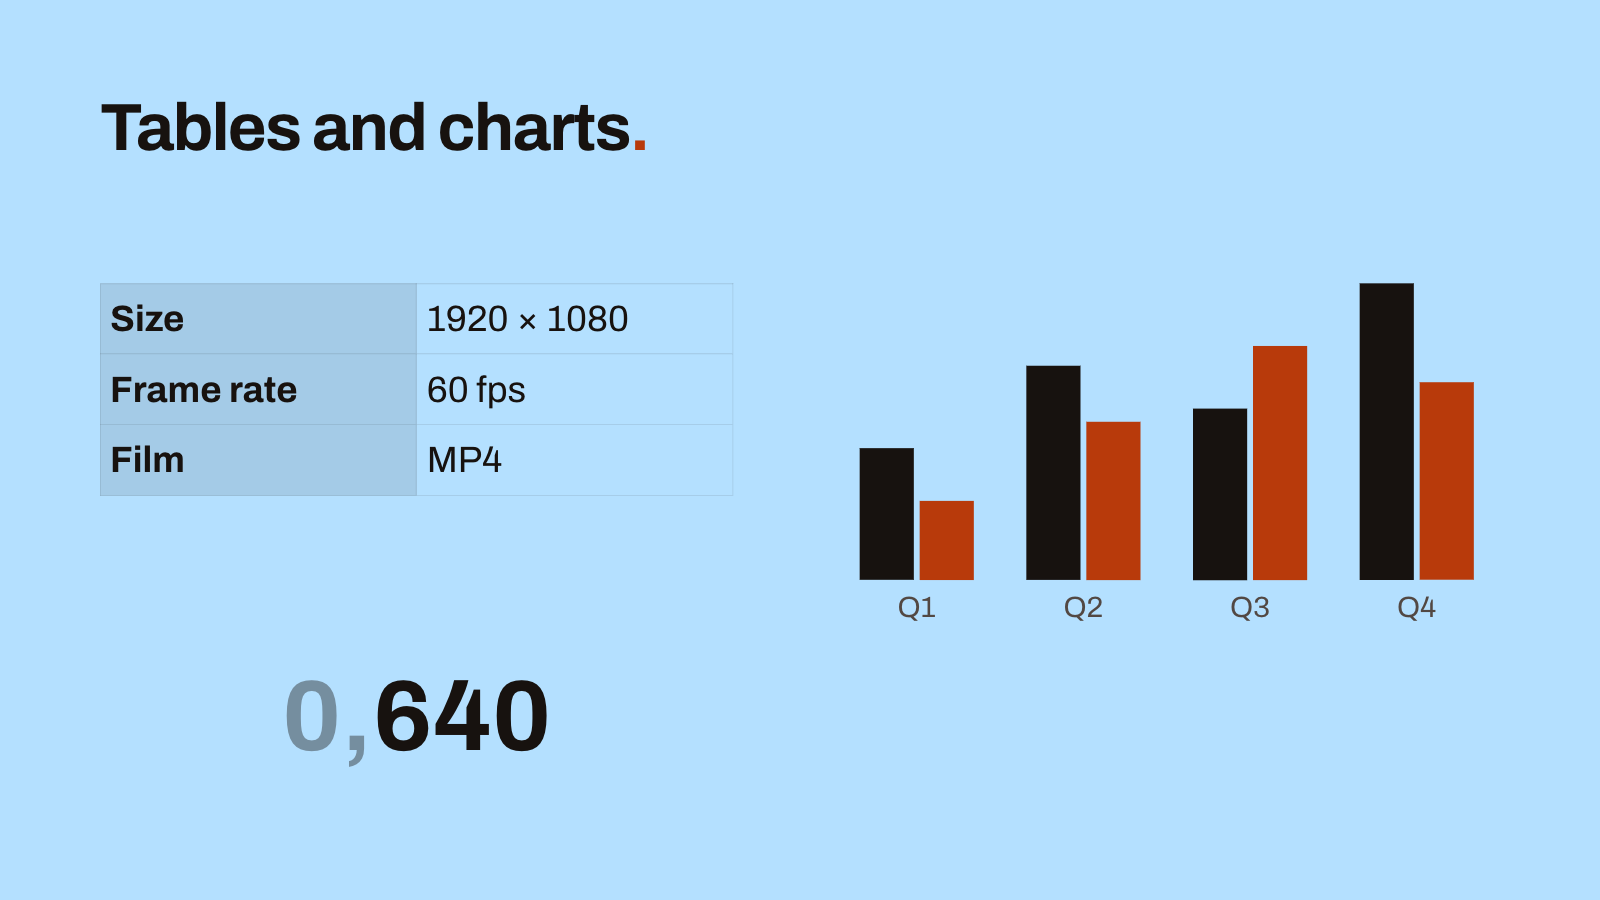 Tables and charts.
Size 1920 × 1080
Frame rate 60 fps
Film MP4
Q1 Q2 Q3 Q4
0,640